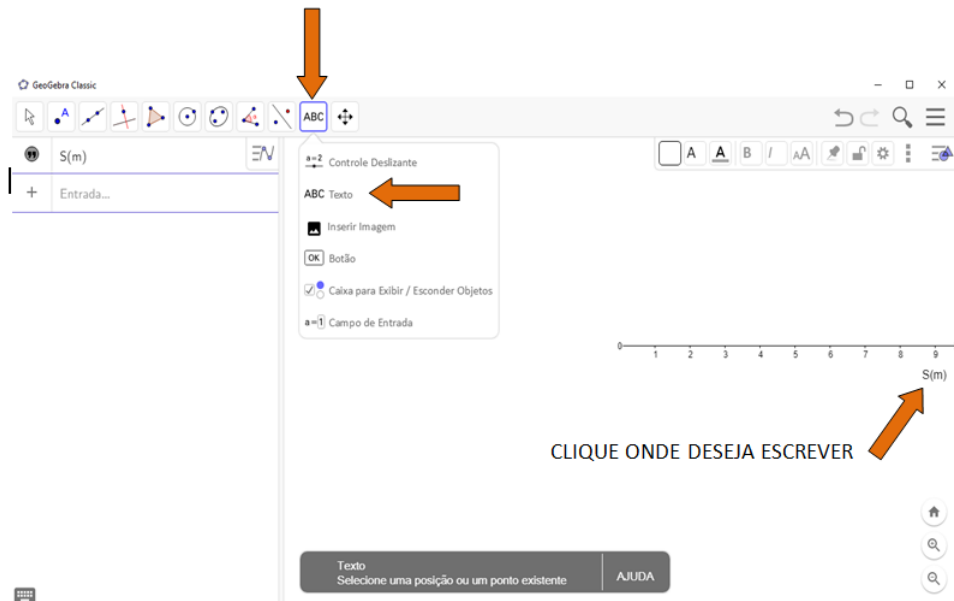 GeoGebra Classic
A
ABC
S(m)
Entrada...
a=2 Controle Deslizante
ABC Texto
Inserir Imagem
OK Botão
Caixa para Exibir / Esconder Objetos
a=1 Campo de Entrada
A A B I AA
0 1 2 3 4 5 6 7 8 9
S(m)
CLIQUE ONDE DESEJA ESCREVER
Texto
Selecione uma posição ou um ponto existente
AJUDA